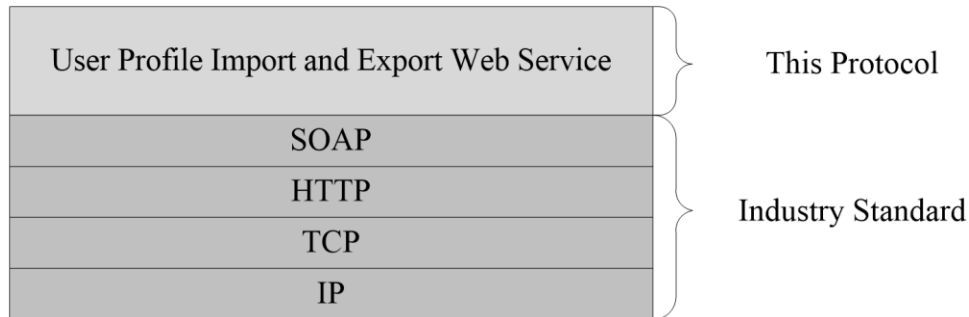 User Profile Import and Export Web Service
This Protocol
SOAP
HTTP
TCP
IP
Industry Standard